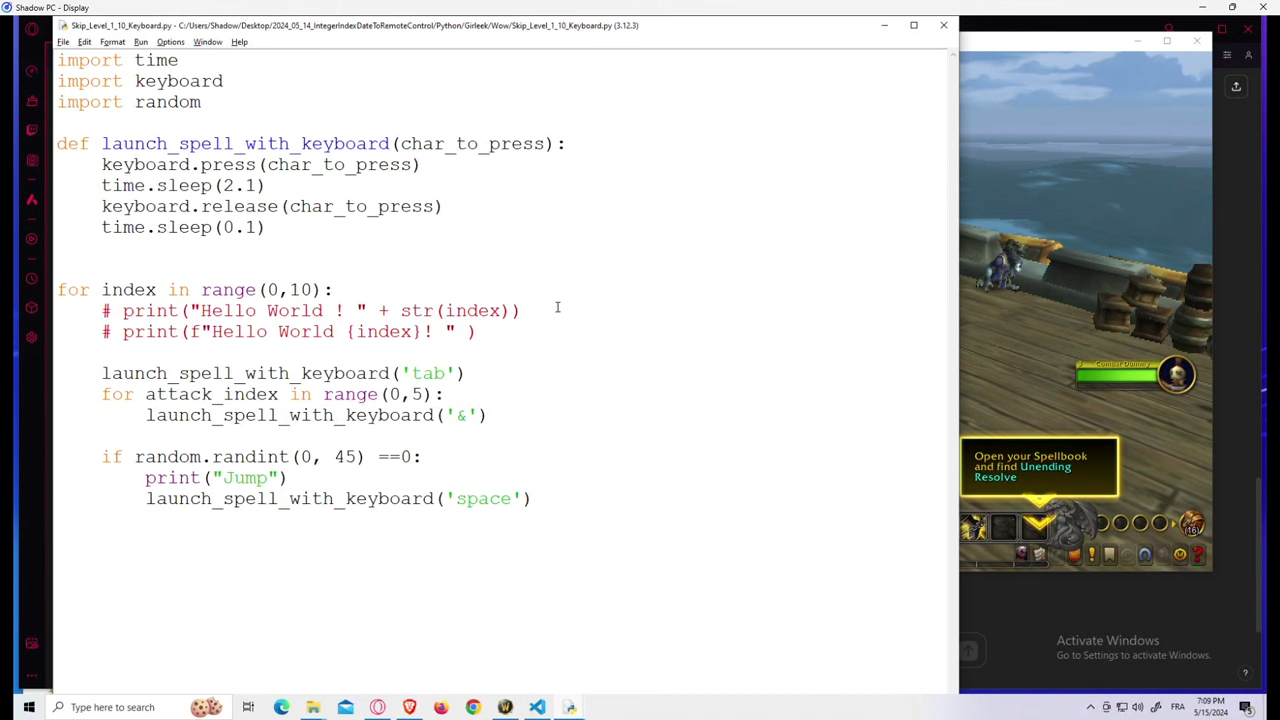 Shadow PC - Display
Skip_Level_1_10_Keyboard.py - C:/Users/Shadow/Desktop/2024_05_14_IntegerIndexDateToRemoteControl/Python/Girleek/Wow/Skip_Level_1_10_Keyboard.py (3.12.3)
File Edit Format Run Options Window Help
import time
import keyboard
import random
def launch_spell_with_keyboard(char_to_press):
    keyboard.press(char_to_press)
    time.sleep(2.1)
    keyboard.release(char_to_press)
    time.sleep(0.1)
for index in range(0,10):
    # print("Hello World ! " + str(index))
    # print(f"Hello World {index}! " )
    launch_spell_with_keyboard('tab')
    for attack_index in range(0,5):
        launch_spell_with_keyboard('&')
    if random.randint(0, 45) ==0:
        print("Jump")
        launch_spell_with_keyboard('space')
Combat Dummy
Open your Spellbook
and find Unending
Resolve
(16)
Activate Windows
Go to Settings to activate Windows.
Type here to search
FRA
7:09 PM
5/15/2024
5